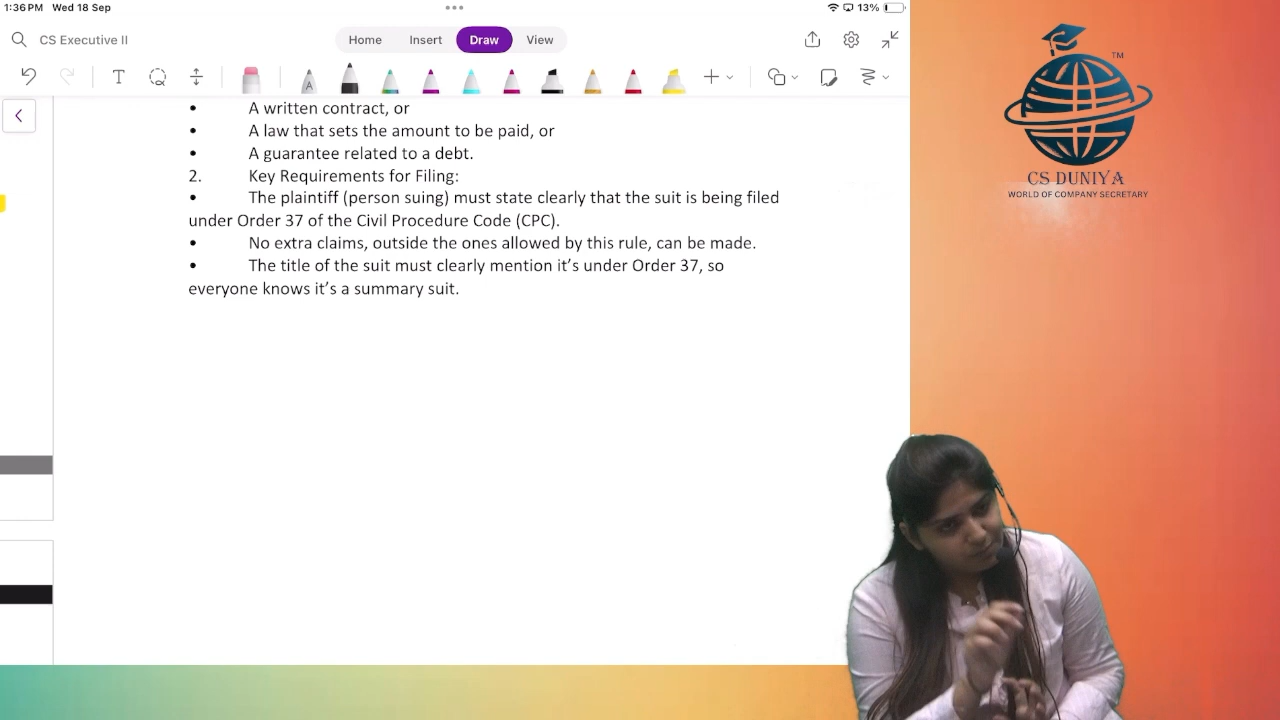 1:36 PM Wed 18 Sep
13%
CS Executive II
Home Insert Draw View
T
A
• A written contract, or
• A law that sets the amount to be paid, or
• A guarantee related to a debt.
2. Key Requirements for Filing:
• The plaintiff (person suing) must state clearly that the suit is being filed
under Order 37 of the Civil Procedure Code (CPC).
• No extra claims, outside the ones allowed by this rule, can be made.
• The title of the suit must clearly mention it’s under Order 37, so
everyone knows it’s a summary suit.
TM
CS DUNIYA
WORLD OF COMPANY SECRETARY